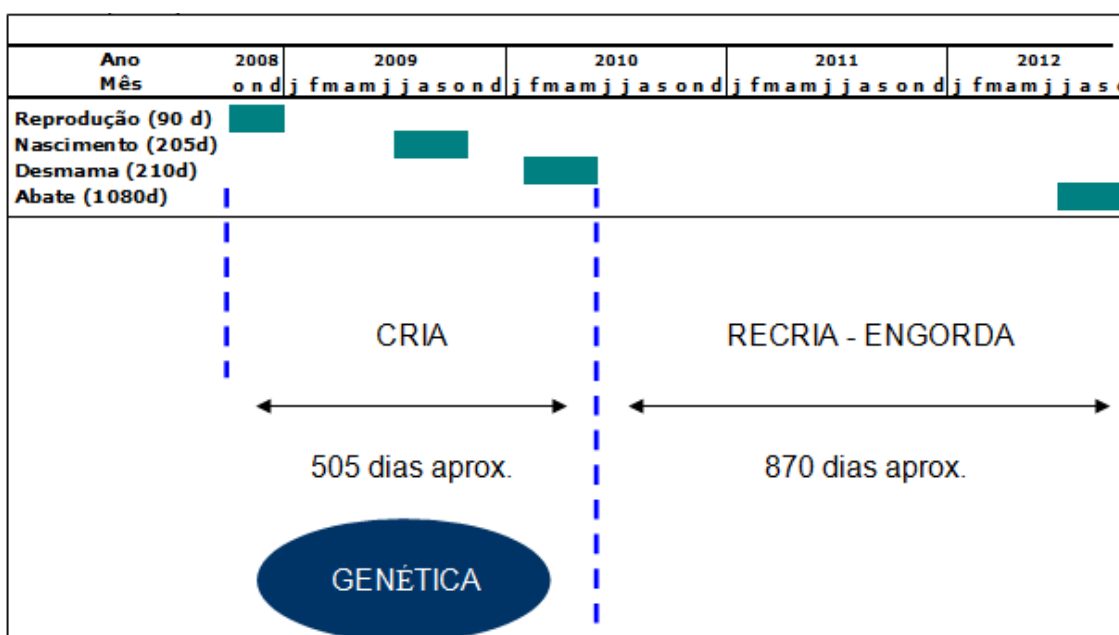 Ano 2008 2009 2010 2011 2012
Mês o n d j f m a m j j a s o n d j f m a m j j a s o n d j f m a m j j a s o n d j f m a m j j a s o
Reprodução (90 d)
Nascimento (205d)
Desmama (210d)
Abate (1080d)
CRIA RECRIA - ENGORDA
505 dias aprox. 870 dias aprox.
GENÉTICA